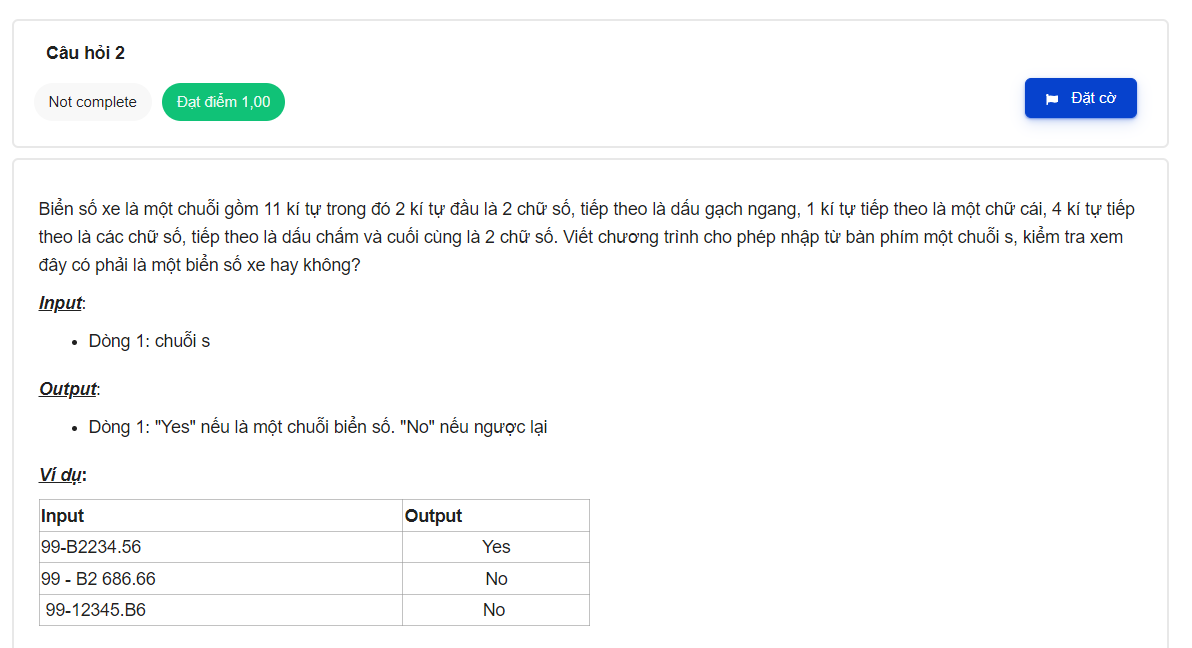 Câu hỏi 2
Not complete
Đạt điểm 1,00
Đặt cờ
Biển số xe là một chuỗi gồm 11 kí tự trong đó 2 kí tự đầu là 2 chữ số, tiếp theo là dấu gạch ngang, 1 kí tự tiếp theo là một chữ cái, 4 kí tự tiếp
theo là các chữ số, tiếp theo là dấu chấm và cuối cùng là 2 chữ số. Viết chương trình cho phép nhập từ bàn phím một chuỗi s, kiểm tra xem
đây có phải là một biển số xe hay không?
Input:
• Dòng 1: chuỗi s
Output:
• Dòng 1: "Yes" nếu là một chuỗi biển số. "No" nếu ngược lại
Ví dụ:
Input Output
99-B2234.56 Yes
99 - B2 686.66 No
99-12345.B6 No